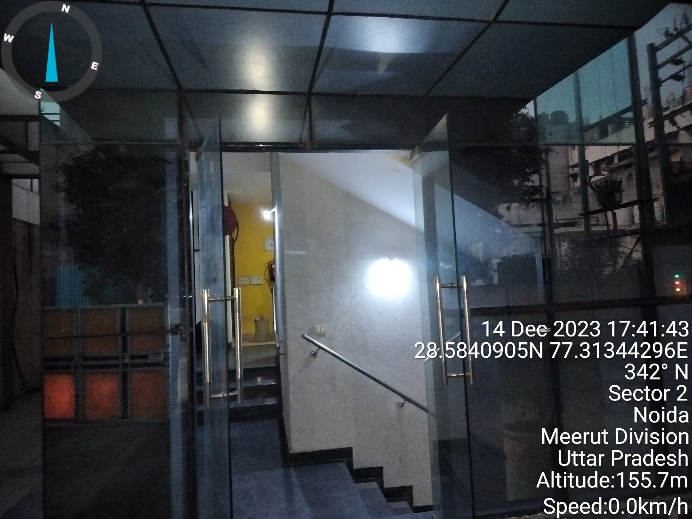 N
W
E
S
14 Dec 2023 17:41:43
28.5840905N 77.31344296E
342° N
Sector 2
Noida
Meerut Division
Uttar Pradesh
Altitude:155.7m
Speed:0.0km/h